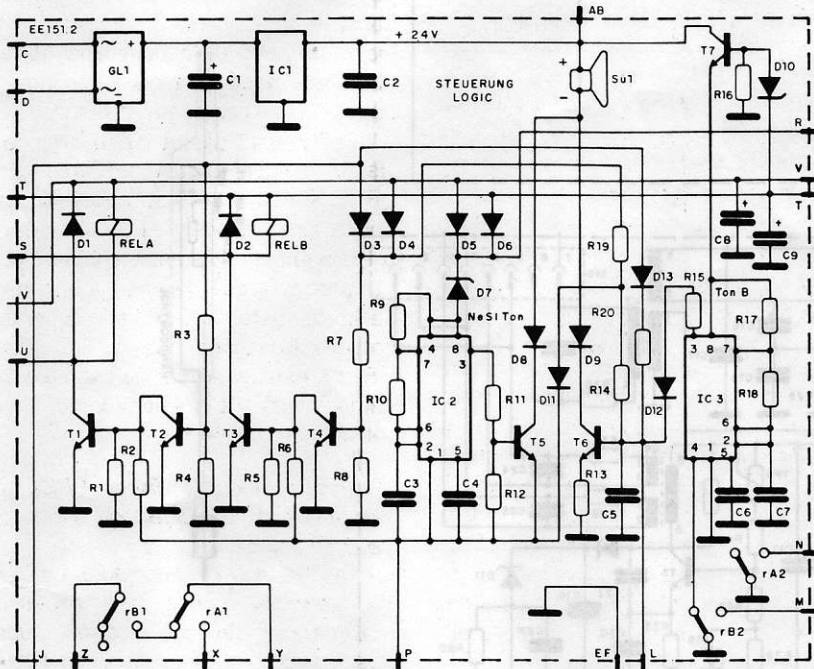 EE151.2
AB
C
GL1
C1
IC1
+ 24V
C2
STEUERUNG
LOGIC
Sü1
T7
D10
R16
D
R
T
V
T
D1
REL A
D2
REL B
D3
D4
D5
D6
R19
C8
C9
S
D13
R15
Ton B
V
R3
R9
D7
NeSi Ton
R20
R17
U
R7
4
8
7
3
D8
D9
R14
3
8
7
R10
IC 2
R11
D11
D12
IC 3
R18
T1
T2
T3
T4
6
2
1
5
T5
T6
6
2
4
1
5
R1
R2
R4
R5
R6
R8
C3
C4
R12
R13
C5
C6
C7
N
rA2
rB1
rA1
M
rB2
J
Z
X
Y
P
EF
L